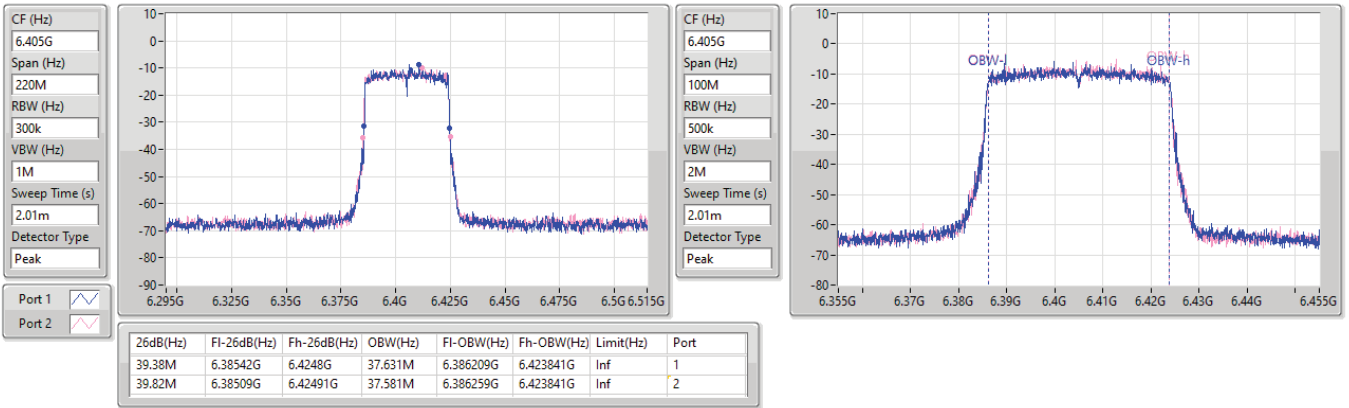 CF (Hz)
6.405G
Span (Hz)
220M
RBW (Hz)
300k
VBW (Hz)
1M
Sweep Time (s)
2.01m
Detector Type
Peak
Port 1
Port 2
10-
0-
-10-
-20-
-30-
-40-
-50-
-60-
-70-
-80-
-90-
6.295G 6.325G 6.35G 6.375G 6.4G 6.425G 6.45G 6.475G 6.5G 6.515G
CF (Hz)
6.405G
Span (Hz)
100M
RBW (Hz)
500k
VBW (Hz)
2M
Sweep Time (s)
2.01m
Detector Type
Peak
10-
0-
-10-
-20-
-30-
-40-
-50-
-60-
-70-
-80-
OBW-l OBW-h
6.355G 6.37G 6.38G 6.39G 6.4G 6.41G 6.42G 6.43G 6.44G 6.455G
26dB(Hz) Fl-26dB(Hz) Fh-26dB(Hz) OBW(Hz) Fl-OBW(Hz) Fh-OBW(Hz) Limit(Hz) Port
39.38M 6.38542G 6.4248G 37.631M 6.386209G 6.423841G Inf 1
39.82M 6.38509G 6.42491G 37.581M 6.386259G 6.423841G Inf 2